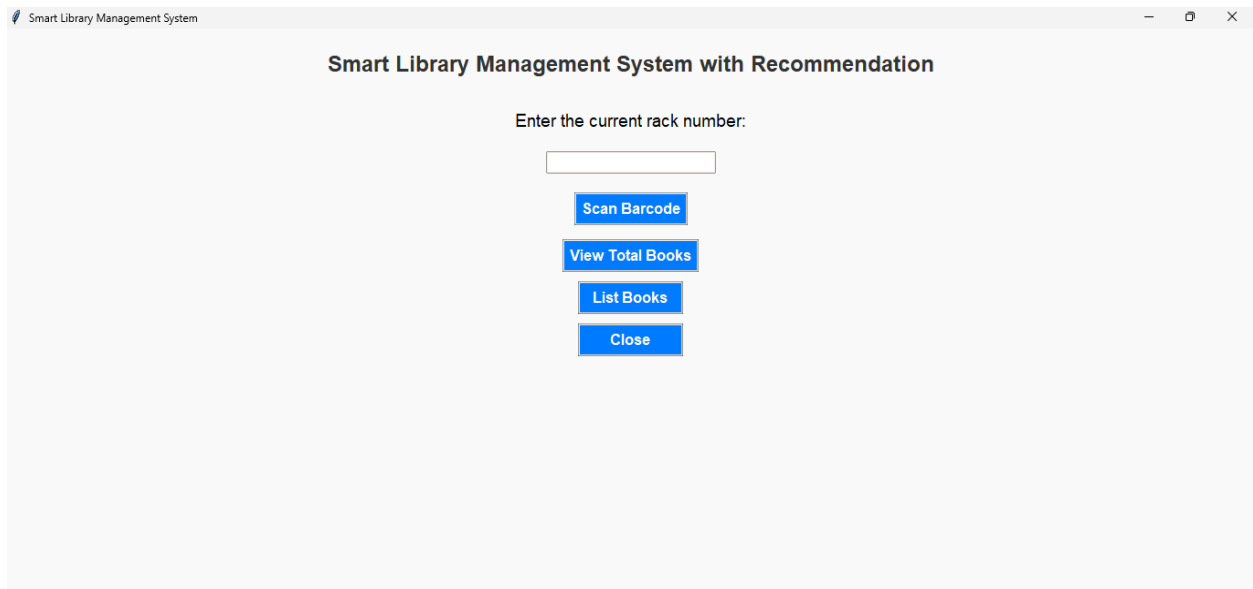 Smart Library Management System
Smart Library Management System with Recommendation
Enter the current rack number:
Scan Barcode
View Total Books
List Books
Close